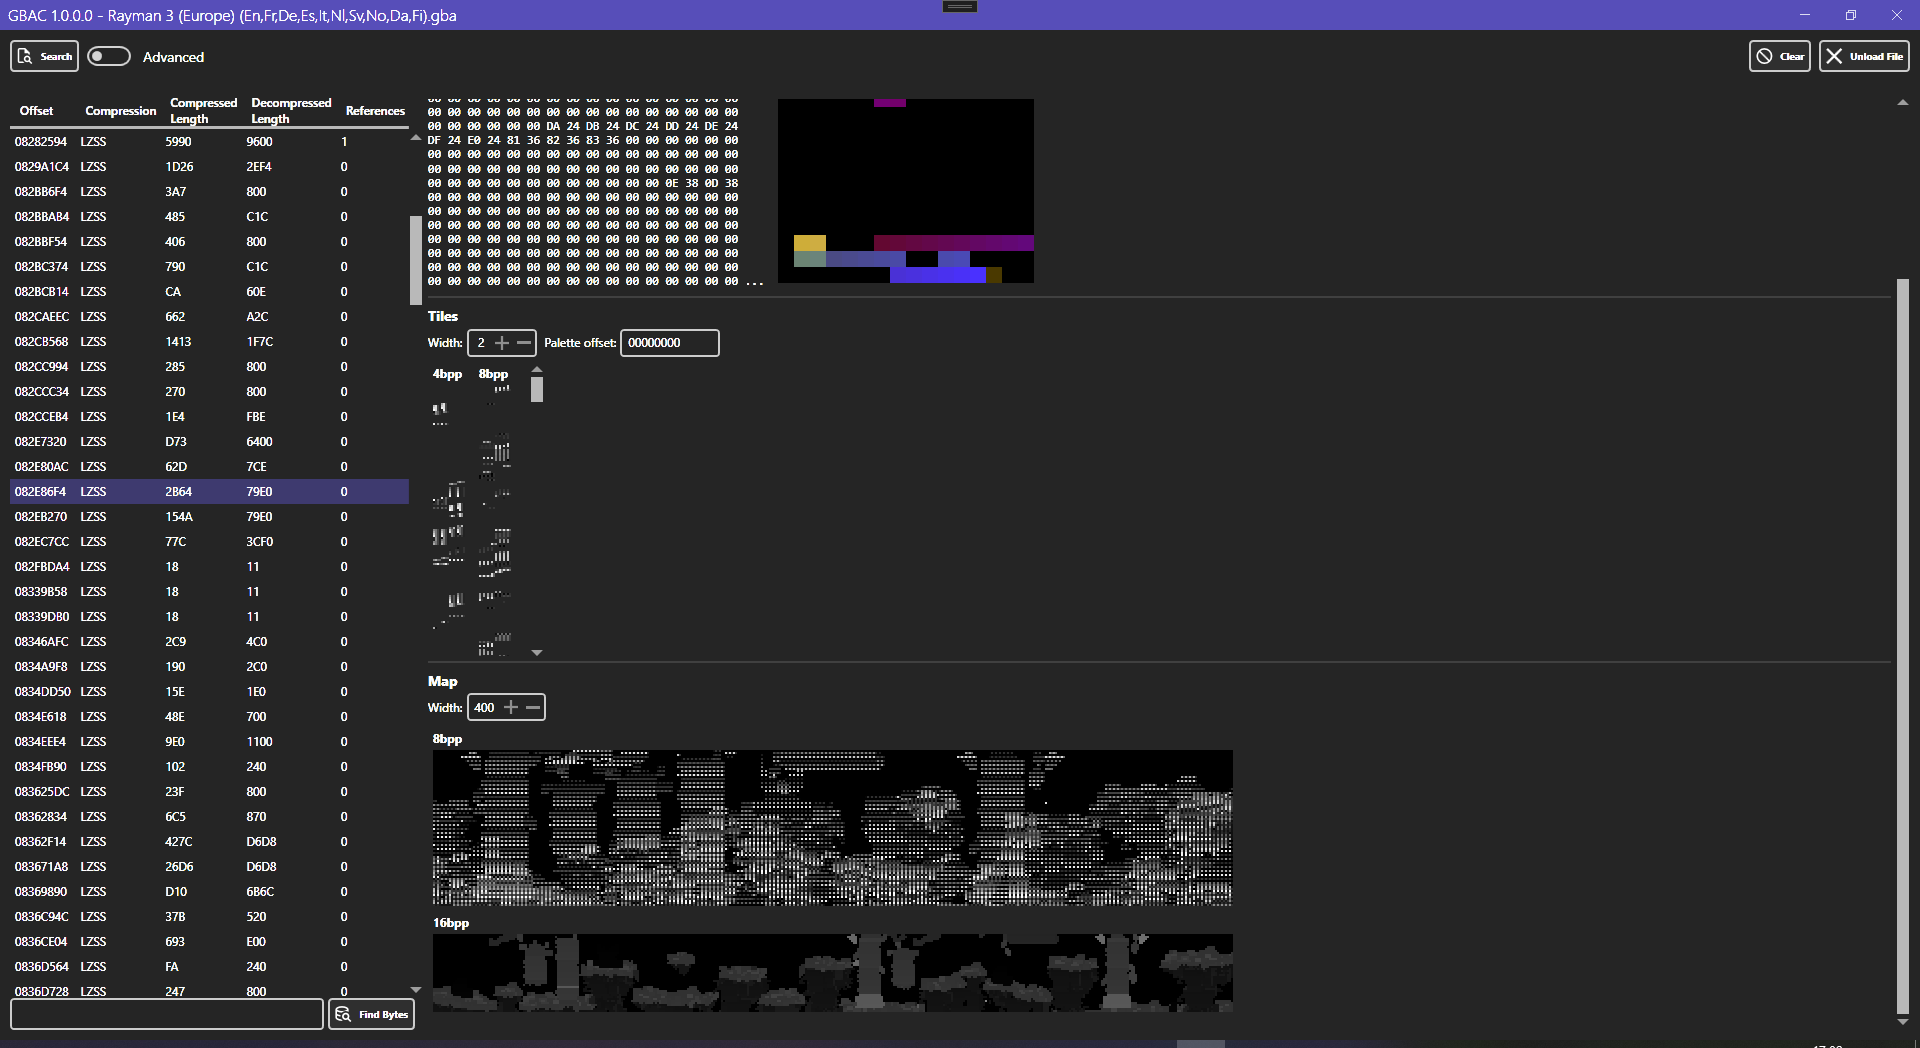 GBAC 1.0.0.0 - Rayman 3 (Europe) (En,Fr,De,Es,It,Nl,Sv,No,Da,Fi).gba
Search Advanced Clear Unload File
Offset Compression Compressed Length Decompressed Length References
08282594 LZSS 5990 9600 1
0829A1C4 LZSS 1D26 2EF4 0
082BB6F4 LZSS 3A7 800 0
082BBAB4 LZSS 485 C1C 0
082BBF54 LZSS 406 800 0
082BC374 LZSS 790 C1C 0
082BCB14 LZSS CA 60E 0
082CAEEC LZSS 662 A2C 0
082CB568 LZSS 1413 1F7C 0
082CC994 LZSS 285 800 0
082CCC34 LZSS 270 800 0
082CCEB4 LZSS 1E4 FBE 0
082E7320 LZSS D73 6400 0
082E80AC LZSS 62D 7CE 0
082E86F4 LZSS 2B64 79E0 0
082EB270 LZSS 154A 79E0 0
082EC7CC LZSS 77C 3CF0 0
082FBDA4 LZSS 18 11 0
08339B58 LZSS 18 11 0
08339DB0 LZSS 18 11 0
08346AFC LZSS 2C9 4C0 0
0834A9F8 LZSS 190 2C0 0
0834DD50 LZSS 15E 1E0 0
0834E618 LZSS 48E 700 0
0834EEE4 LZSS 9E0 1100 0
0834FB90 LZSS 102 240 0
083625DC LZSS 23F 800 0
08362834 LZSS 6C5 870 0
08362F14 LZSS 427C D6D8 0
083671A8 LZSS 26D6 D6D8 0
08369890 LZSS D10 6B6C 0
0836C94C LZSS 37B 520 0
0836CE04 LZSS 693 E00 0
0836D564 LZSS FA 240 0
0836D728 LZSS 247 800 0
Find Bytes
00 00 00 00 00 00 00 00 00 00 00 00 00 00 00 00
00 00 00 00 00 00 00 00 00 00 00 00 00 00 00 00
00 00 00 00 00 00 DA 24 DB 24 DC 24 DD 24 DE 24
DF 24 E0 24 81 36 82 36 83 36 00 00 00 00 00 00
00 00 00 00 00 00 00 00 00 00 00 00 00 00 00 00
00 00 00 00 00 00 00 00 00 00 00 00 00 00 00 00
00 00 00 00 00 00 00 00 00 00 00 00 0E 38 0D 38
00 00 00 00 00 00 00 00 00 00 00 00 00 00 00 00
00 00 00 00 00 00 00 00 00 00 00 00 00 00 00 00
00 00 00 00 00 00 00 00 00 00 00 00 00 00 00 00
00 00 00 00 00 00 00 00 00 00 00 00 00 00 00 00
00 00 00 00 00 00 00 00 00 00 00 00 00 00 00 00
00 00 00 00 00 00 00 00 00 00 00 00 00 00 00 00
00 00 00 00 00 00 00 00 00 00 00 00 00 00 00 00 ...
Tiles
Width: 2 Palette offset: 00000000
4bpp 8bpp
Map
Width: 400
8bpp
16bpp